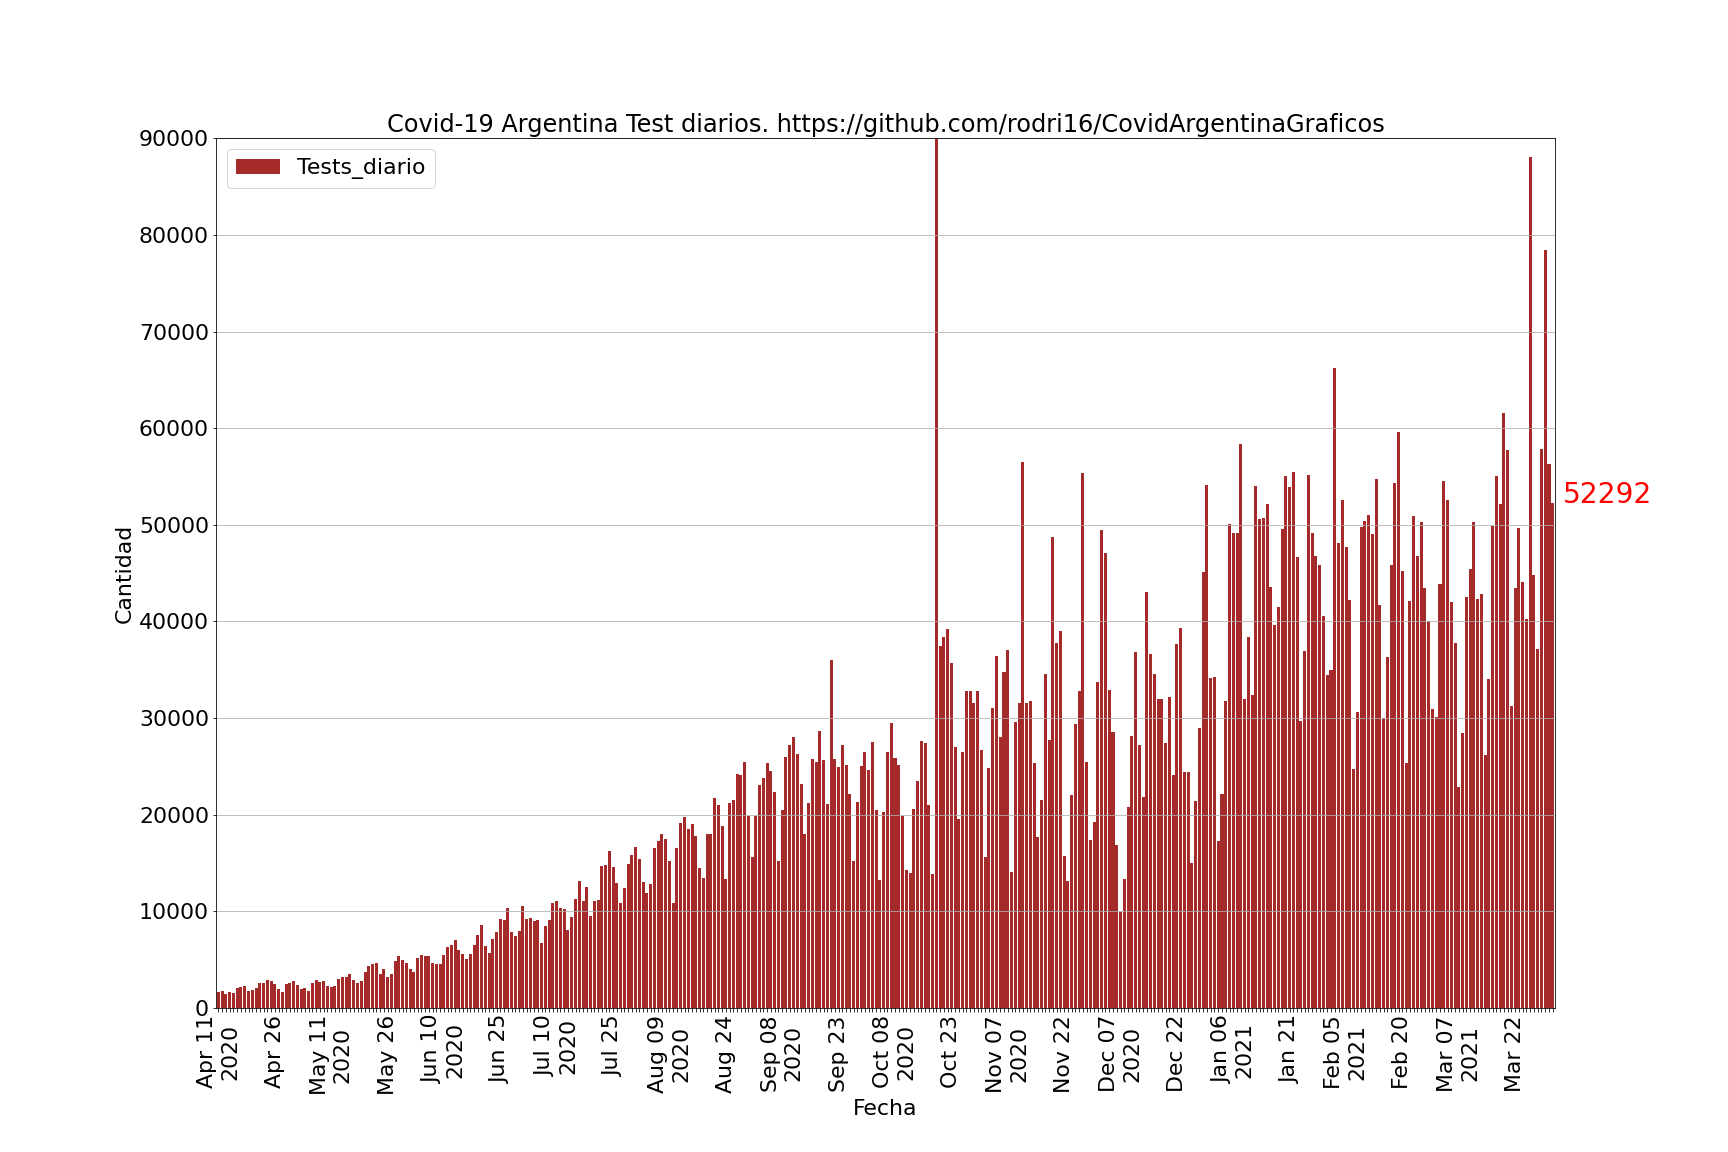 Covid-19 Argentina Test diarios. https://github.com/rodri16/CovidArgentinaGraficos
Tests_diario
90000
80000
70000
60000
50000
40000
30000
20000
10000
0
Cantidad
52292
Apr 11
2020
Apr 26
May 11
2020
May 26
Jun 10
2020
Jun 25
Jul 10
2020
Jul 25
Aug 09
2020
Aug 24
Sep 08
2020
Sep 23
Oct 08
2020
Oct 23
Nov 07
2020
Nov 22
Dec 07
2020
Dec 22
Jan 06
2021
Jan 21
Feb 05
2021
Feb 20
Mar 07
2021
Mar 22
Fecha